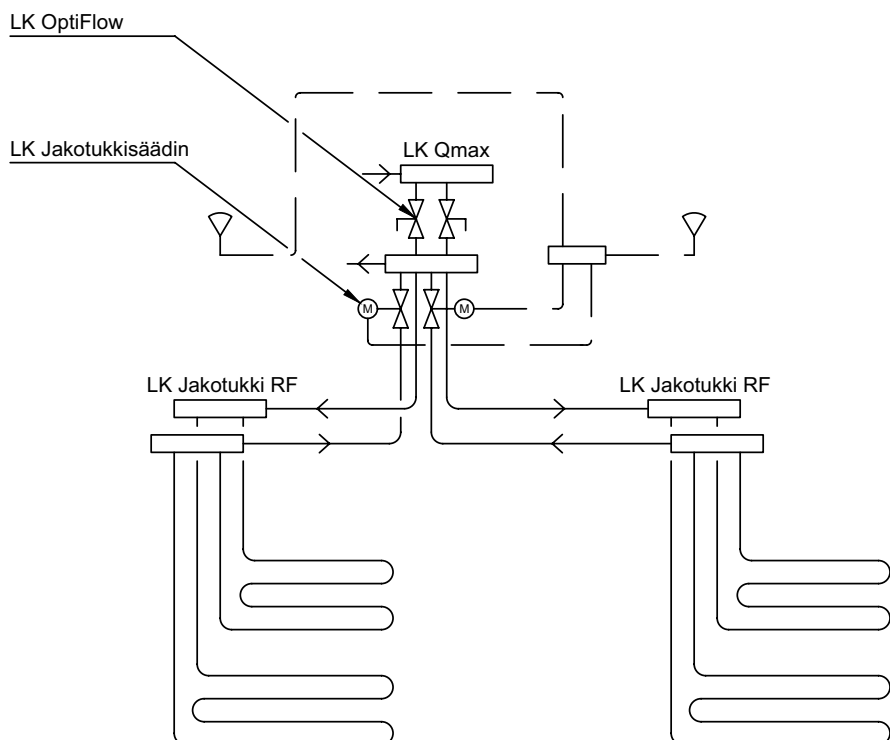 LK OptiFlow
LK Jakotukkisäädin
LK Qmax
M
M
LK Jakotukki RF
LK Jakotukki RF